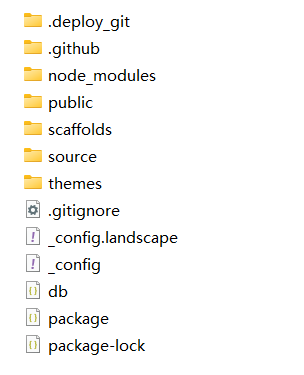 .deploy_git
.github
node_modules
public
scaffolds
source
themes
.gitignore
_config.landscape
_config
db
package
package-lock